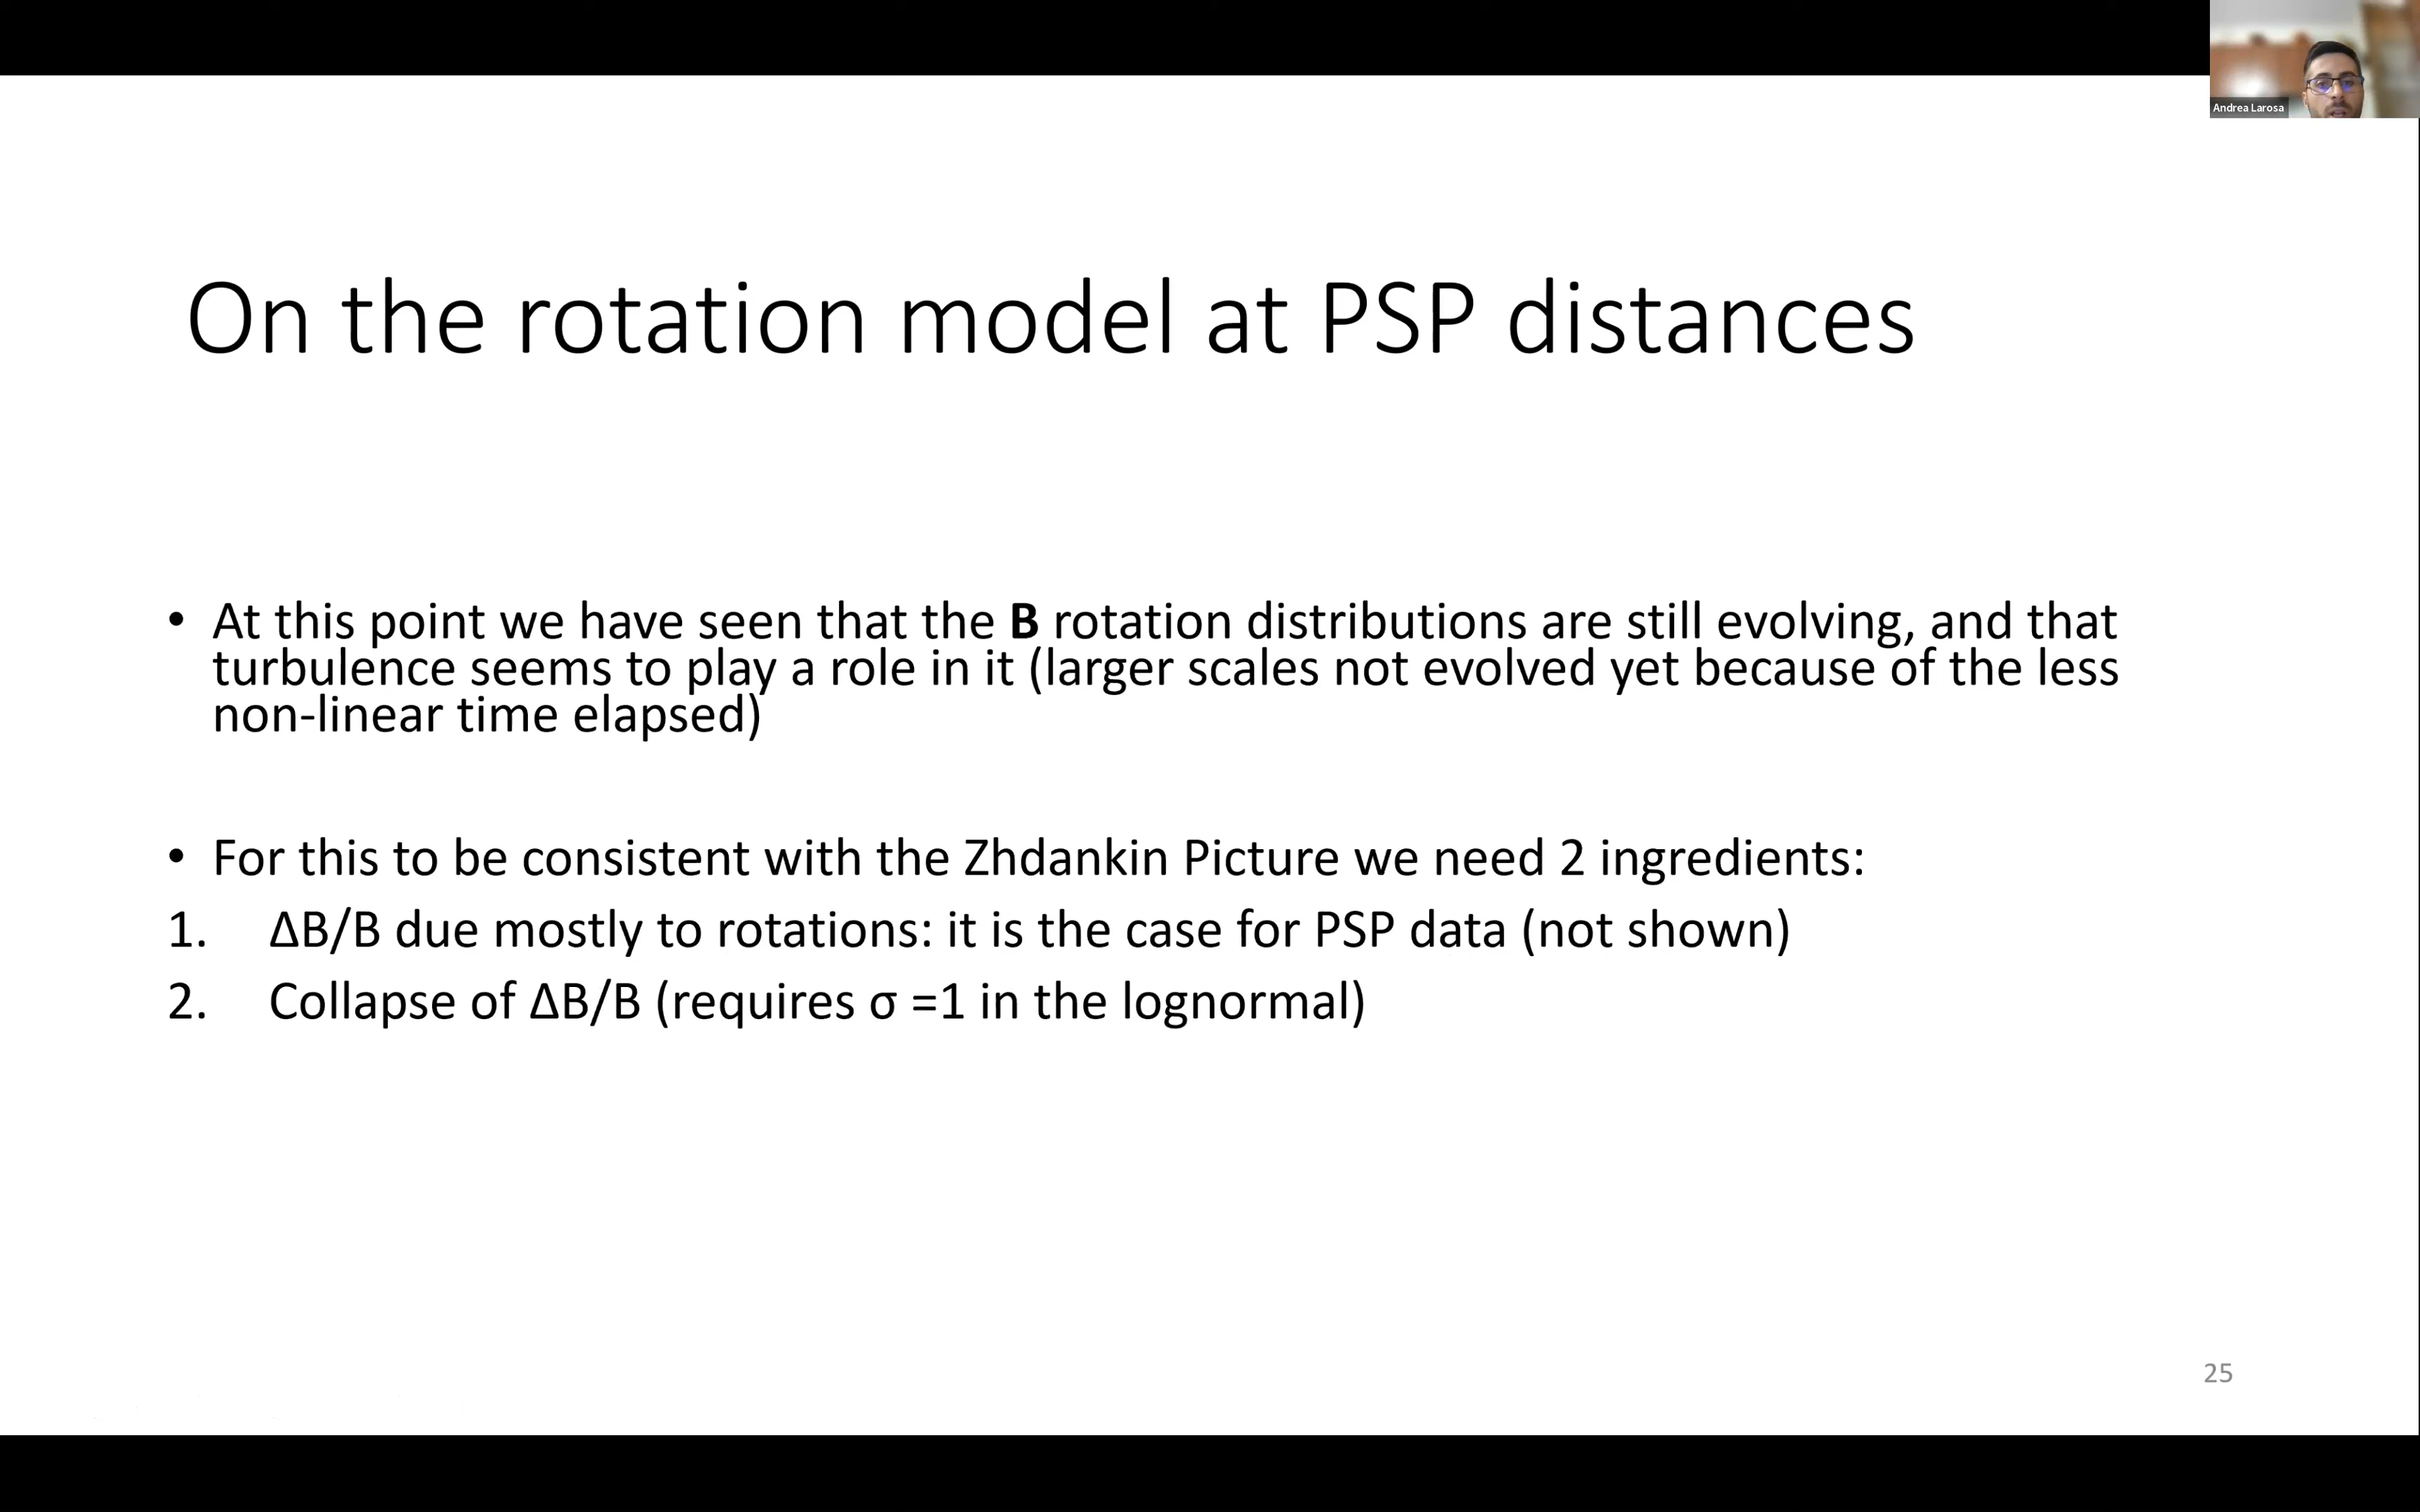 Andrea Larosa
On the rotation model at PSP distances
• At this point we have seen that the B rotation distributions are still evolving, and that
turbulence seems to play a role in it (larger scales not evolved yet because of the less
non-linear time elapsed)
• For this to be consistent with the Zhdankin Picture we need 2 ingredients:
1. ΔB/B due mostly to rotations: it is the case for PSP data (not shown)
2. Collapse of ΔB/B (requires σ =1 in the lognormal)
25